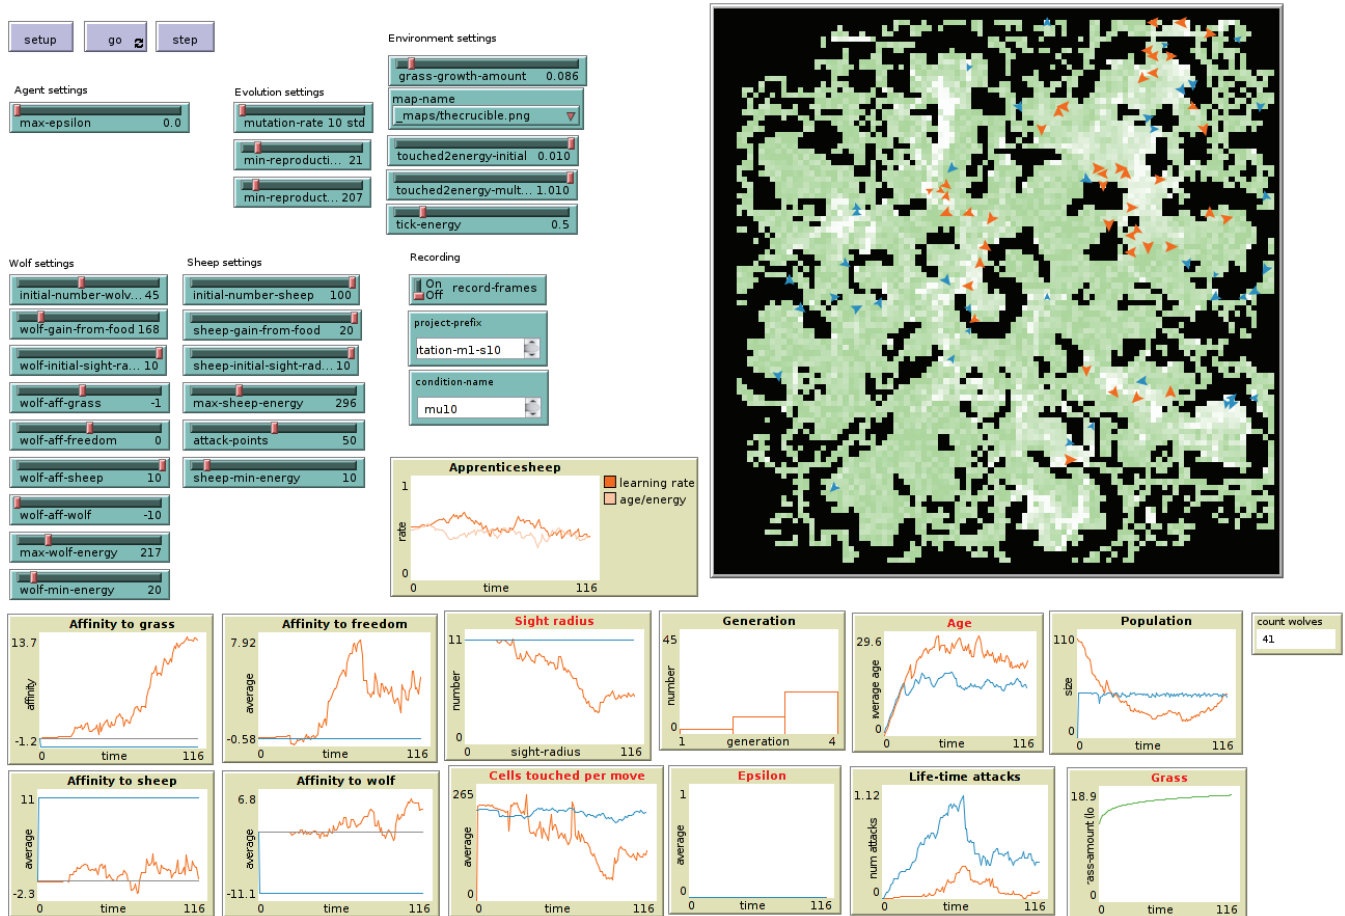 setup
go
step
Environment settings
grass-growth-amount 0.086
map-name
_maps/thecrucible.png
touched2energy-initial 0.010
touched2energy-mult... 1.010
tick-energy 0.5
Agent settings
max-epsilon 0.0
Evolution settings
mutation-rate 10 std
min-reproducti... 21
min-reproduct... 207
Wolf settings
initial-number-wolv... 45
wolf-gain-from-food 168
wolf-initial-sight-ra... 10
wolf-aff-grass -1
wolf-aff-freedom 0
wolf-aff-sheep 10
wolf-aff-wolf -10
max-wolf-energy 217
wolf-min-energy 20
Sheep settings
initial-number-sheep 100
sheep-gain-from-food 20
sheep-initial-sight-rad... 10
max-sheep-energy 296
attack-points 50
sheep-min-energy 10
Recording
On
Off
record-frames
project-prefix
tation-m1-s10
condition-name
mu10
Apprenticesheep
1
rate
0
0 time 116
learning rate
age/energy
Affinity to grass
13.7
affinity
-1.2
0 time 116
Affinity to freedom
7.92
average
-0.58
0 time 116
Sight radius
11
number
0
0 sight-radius 116
Generation
45
number
0
1 generation 4
Age
29.6
average age
0
0 time 116
Population
110
size
0
0 time 116
count wolves
41
Affinity to sheep
11
average
-2.3
0 time 116
Affinity to wolf
6.8
average
-11.1
0 time 116
Cells touched per move
265
average
0
0 time 116
Epsilon
1
average
0
0 time 116
Life-time attacks
1.12
num attacks
0
0 time 116
Grass
18.9
rass-amount (lo
0
0 time 116